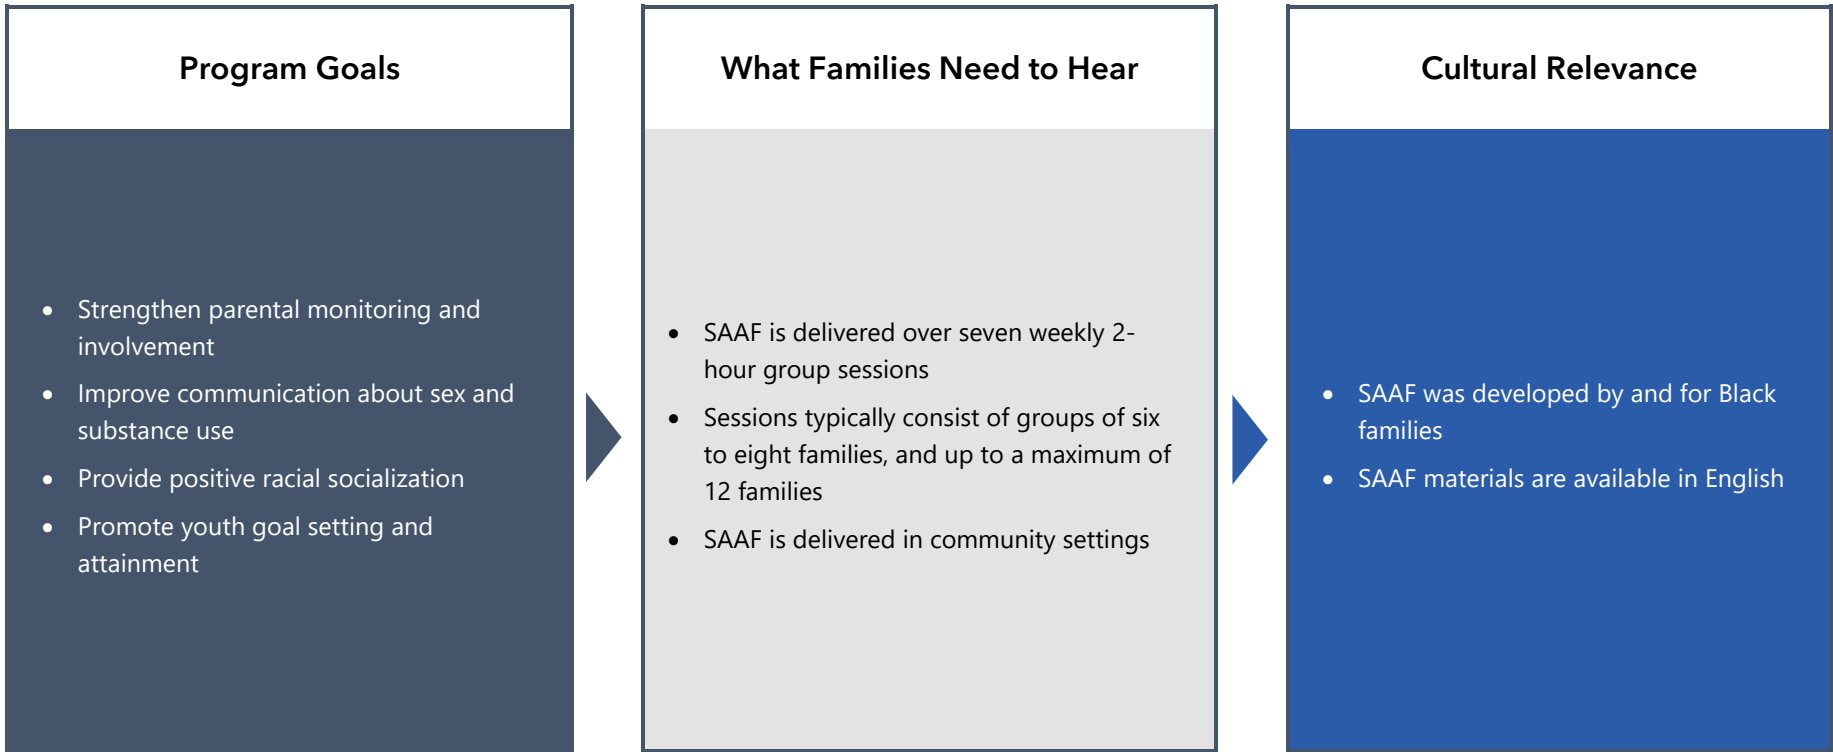 Program Goals
• Strengthen parental monitoring and
involvement
• Improve communication about sex and
substance use
• Provide positive racial socialization
• Promote youth goal setting and
attainment
What Families Need to Hear
• SAAF is delivered over seven weekly 2-
hour group sessions
• Sessions typically consist of groups of six
to eight families, and up to a maximum of
12 families
• SAAF is delivered in community settings
Cultural Relevance
• SAAF was developed by and for Black
families
• SAAF materials are available in English